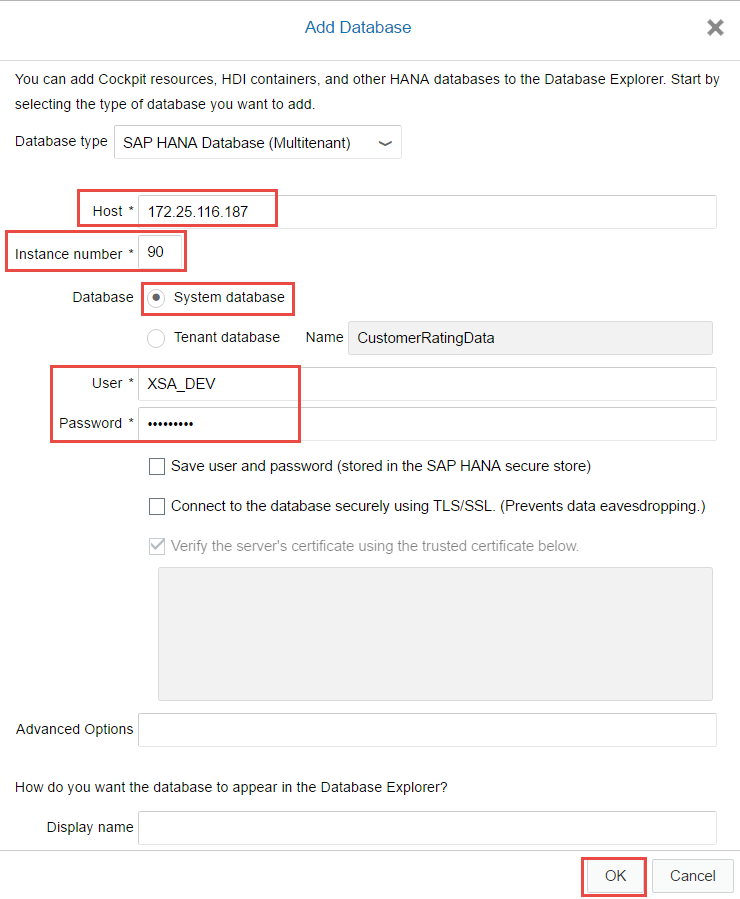 Add Database
You can add Cockpit resources, HDI containers, and other HANA databases to the Database Explorer. Start by
selecting the type of database you want to add.
Database type SAP HANA Database (Multitenant)
Host * 172.25.116.187
Instance number * 90
Database System database
Tenant database Name CustomerRatingData
User * XSA_DEV
Password * •••••••••
Save user and password (stored in the SAP HANA secure store)
Connect to the database securely using TLS/SSL. (Prevents data eavesdropping.)
Verify the server's certificate using the trusted certificate below.
Advanced Options
How do you want the database to appear in the Database Explorer?
Display name
OK Cancel